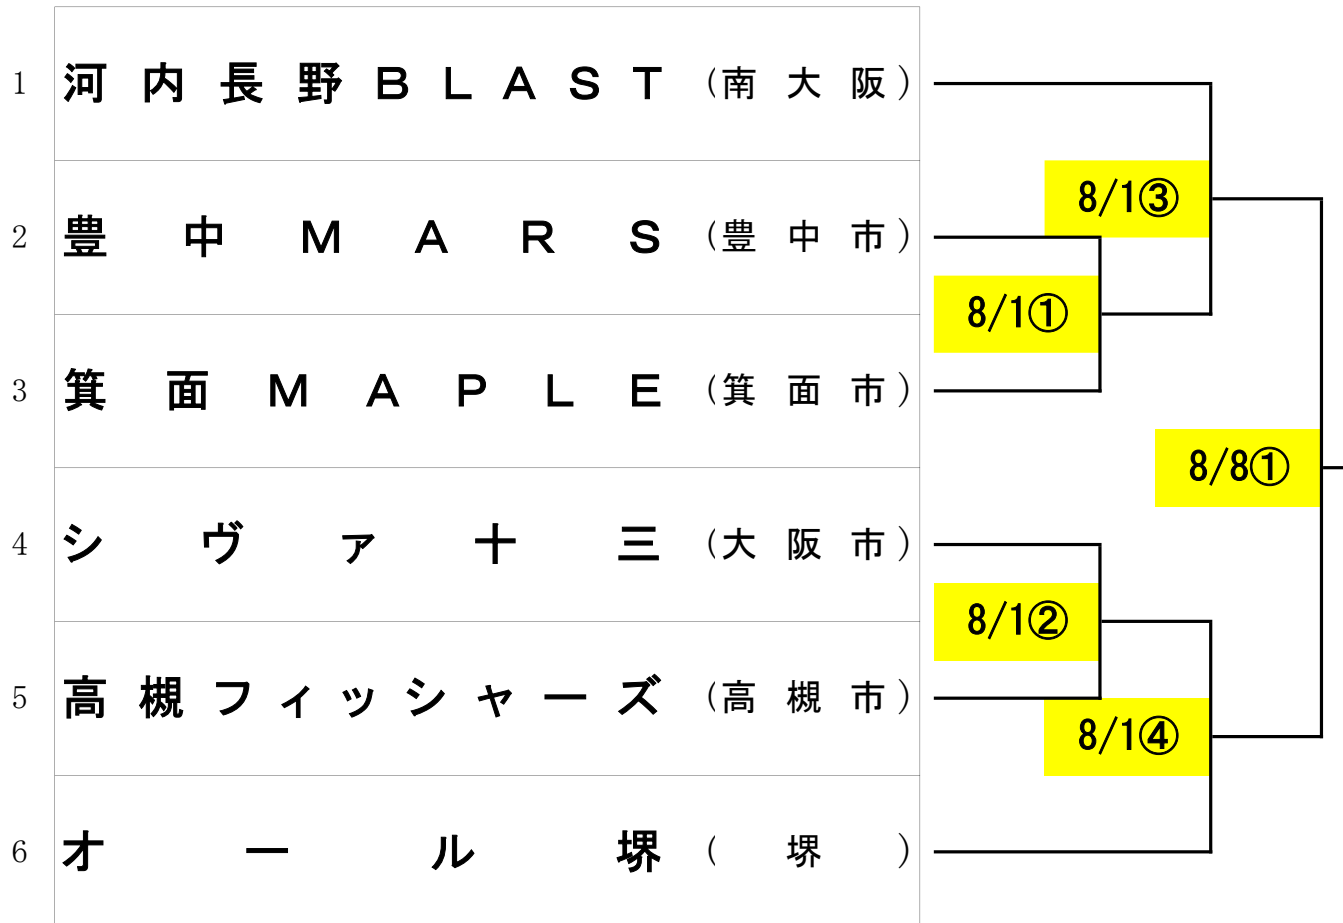 1 河内長野BLAST (南大阪)
8/1③
2 豊中MARS (豊中市)
8/1①
3 箕面MAPLE (箕面市)
8/8①
4 シヴァ十三 (大阪市)
8/1②
5 高槻フィッシャーズ (高槻市)
8/1④
6 オール堺 (堺)